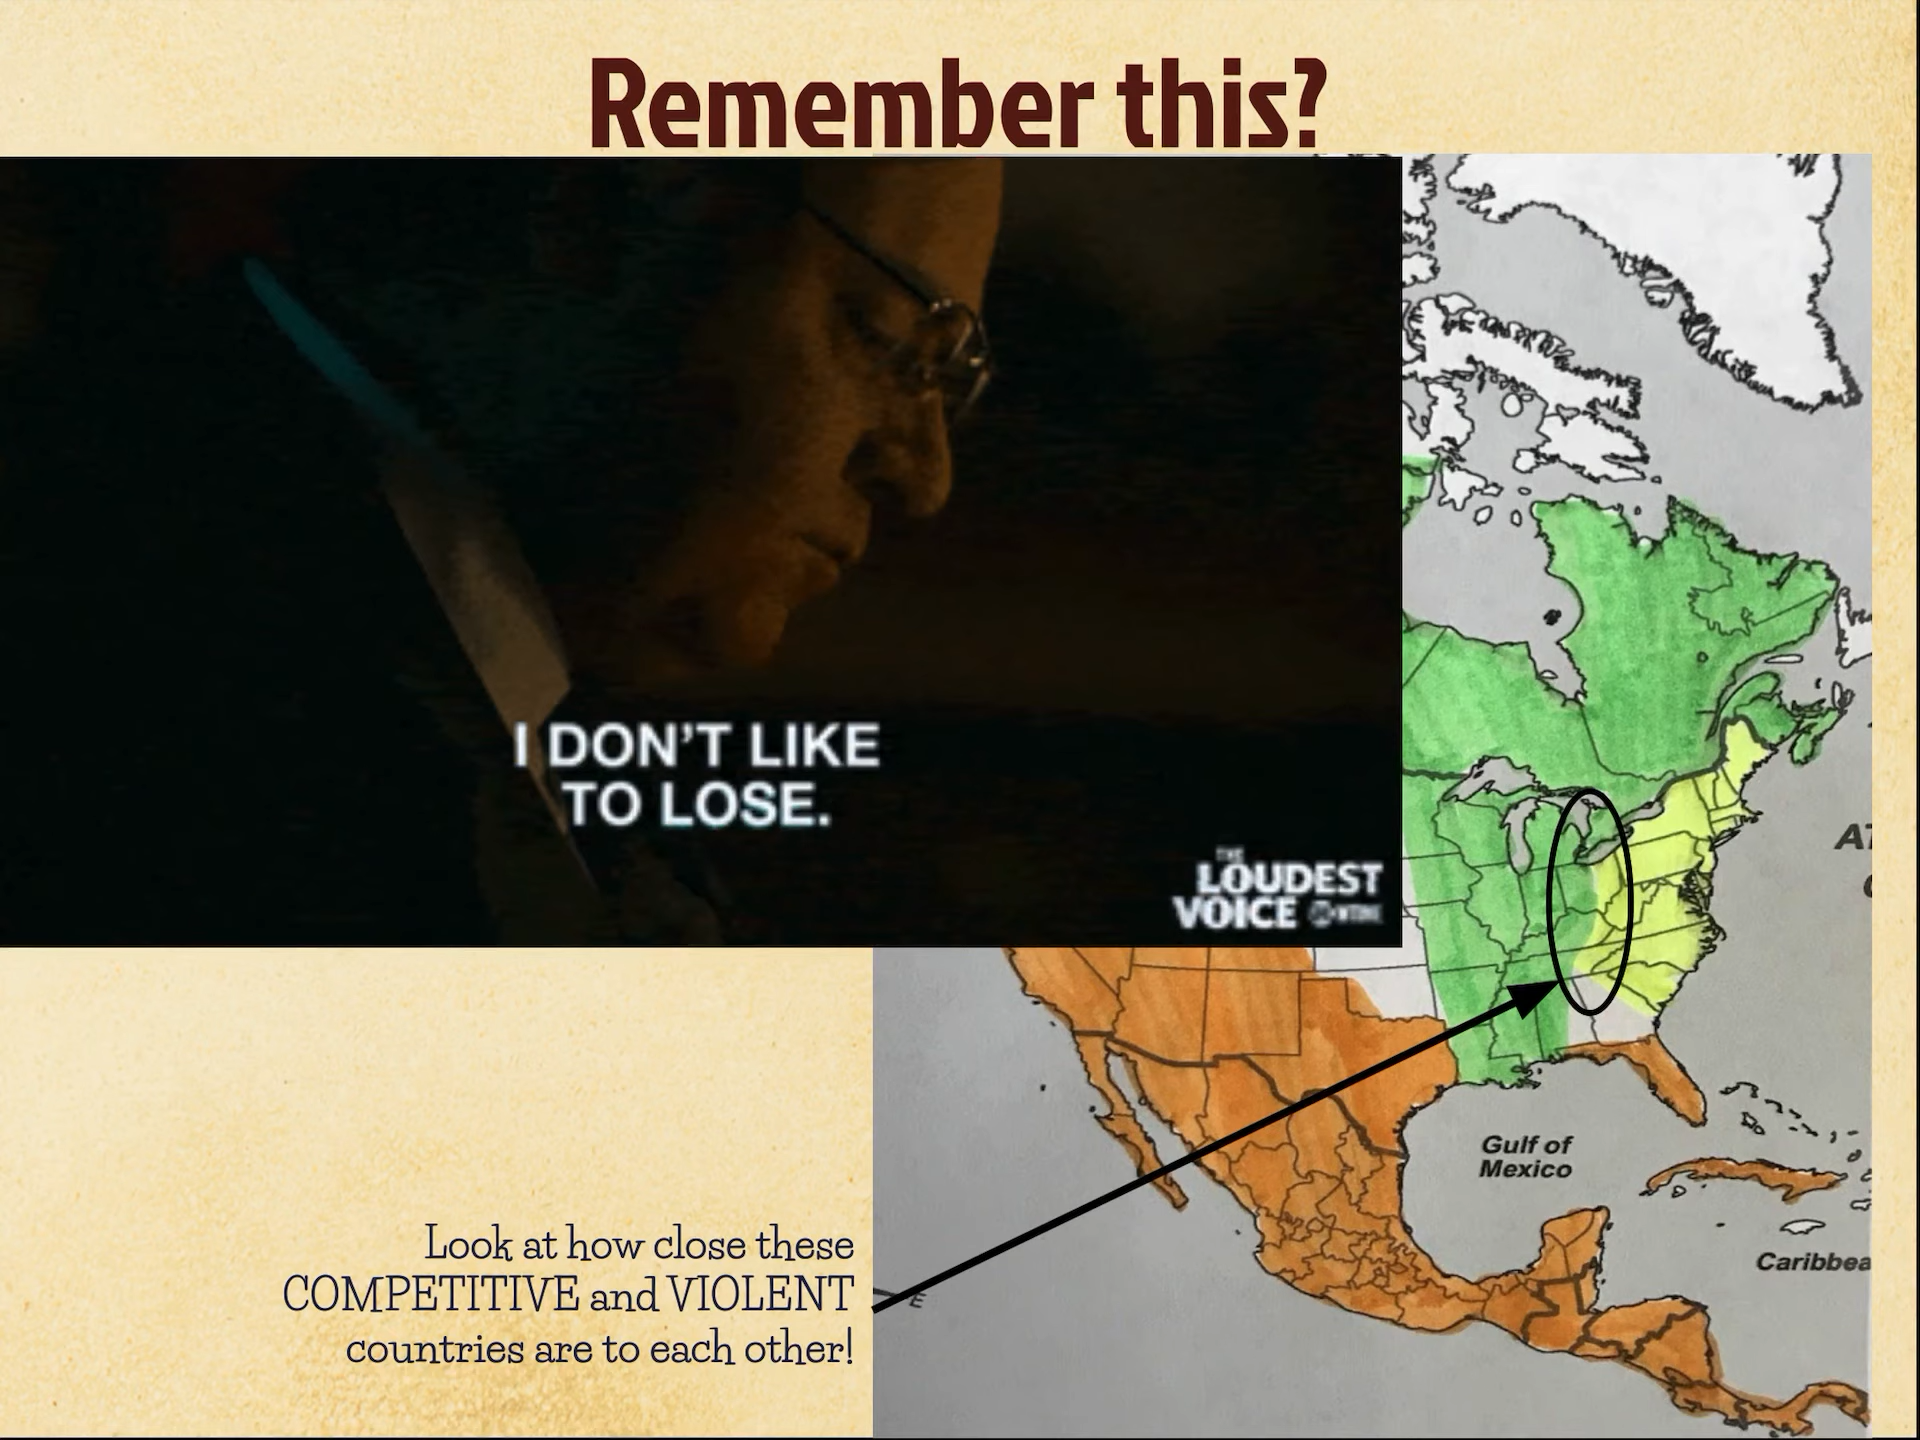 Remember this?
I DON'T LIKE
TO LOSE.
THE
LOUDEST
VOICE
Gulf of
Mexico
Caribbea
Look at how close these
COMPETITIVE and VIOLENT
countries are to each other!
E